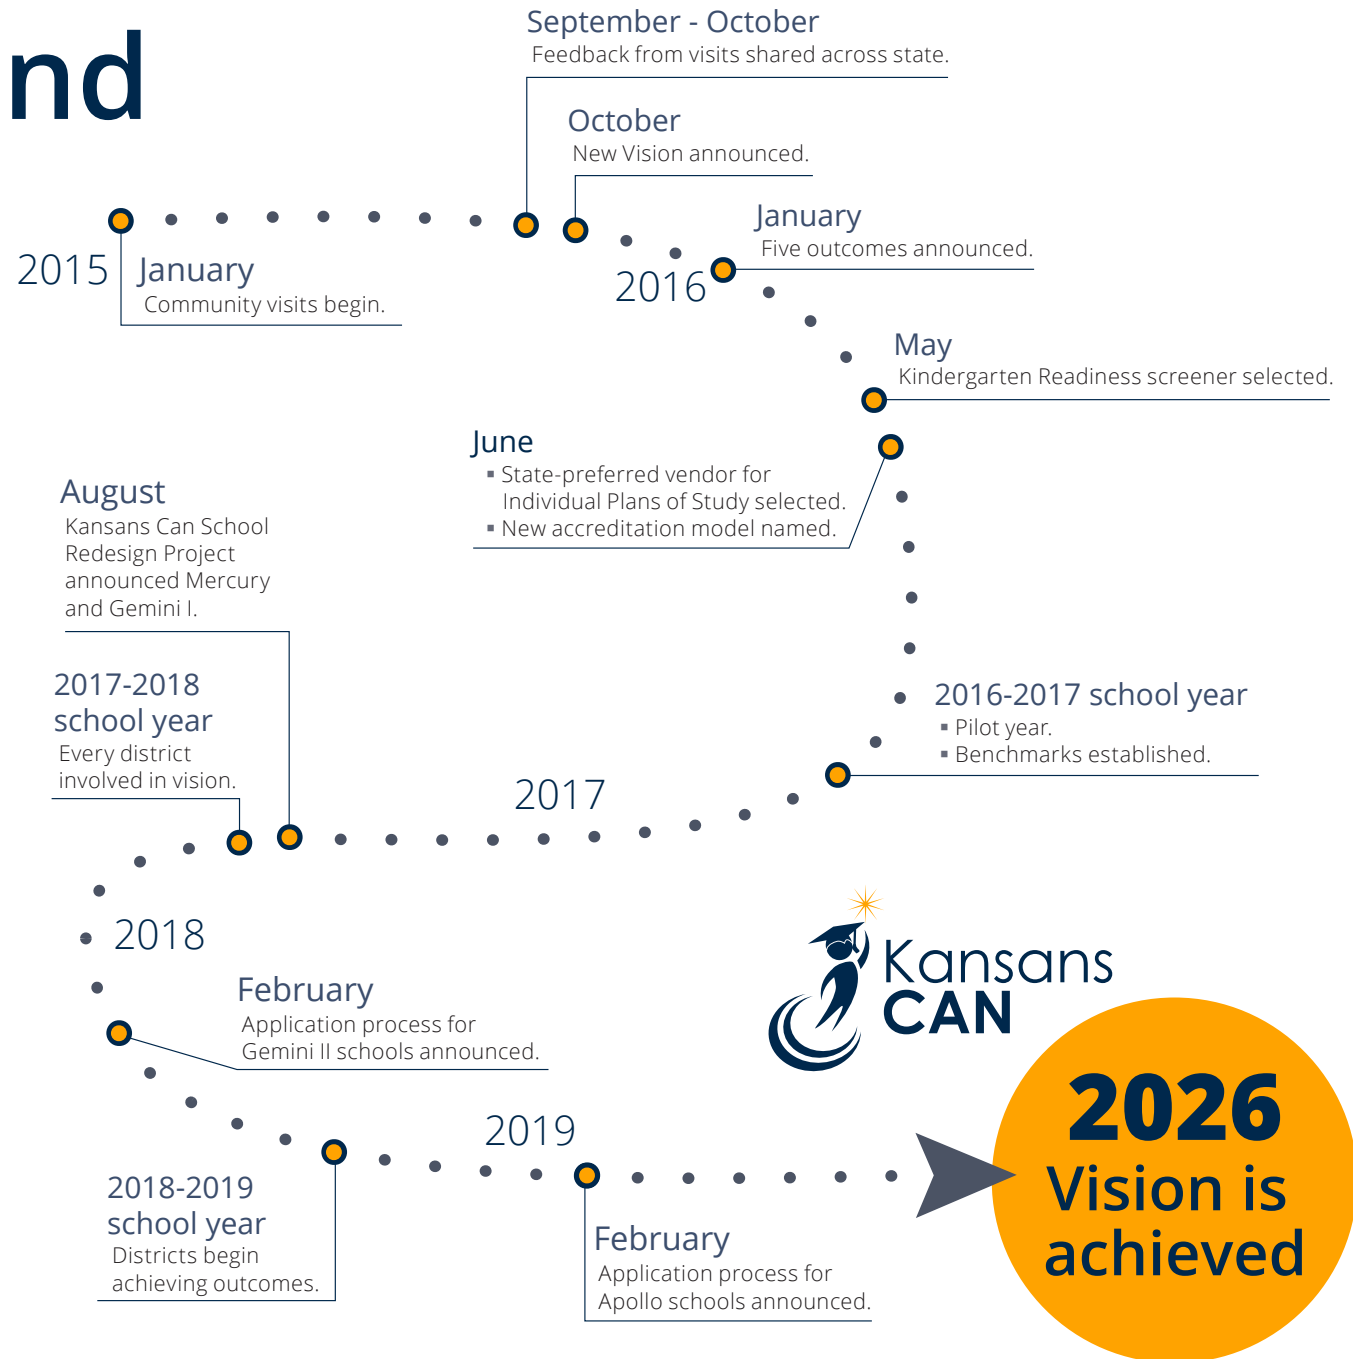 nd
September - October
Feedback from visits shared across state.
October
New Vision announced.
2015
January
Community visits begin.
2016
January
Five outcomes announced.
May
Kindergarten Readiness screener selected.
June
▪ State-preferred vendor for
Individual Plans of Study selected.
▪ New accreditation model named.
2016-2017 school year
▪ Pilot year.
▪ Benchmarks established.
2017
August
Kansans Can School
Redesign Project
announced Mercury
and Gemini I.
2017-2018
school year
Every district
involved in vision.
2018
February
Application process for
Gemini II schools announced.
2018-2019
school year
Districts begin
achieving outcomes.
2019
February
Application process for
Apollo schools announced.
Kansans
CAN
2026
Vision is
achieved